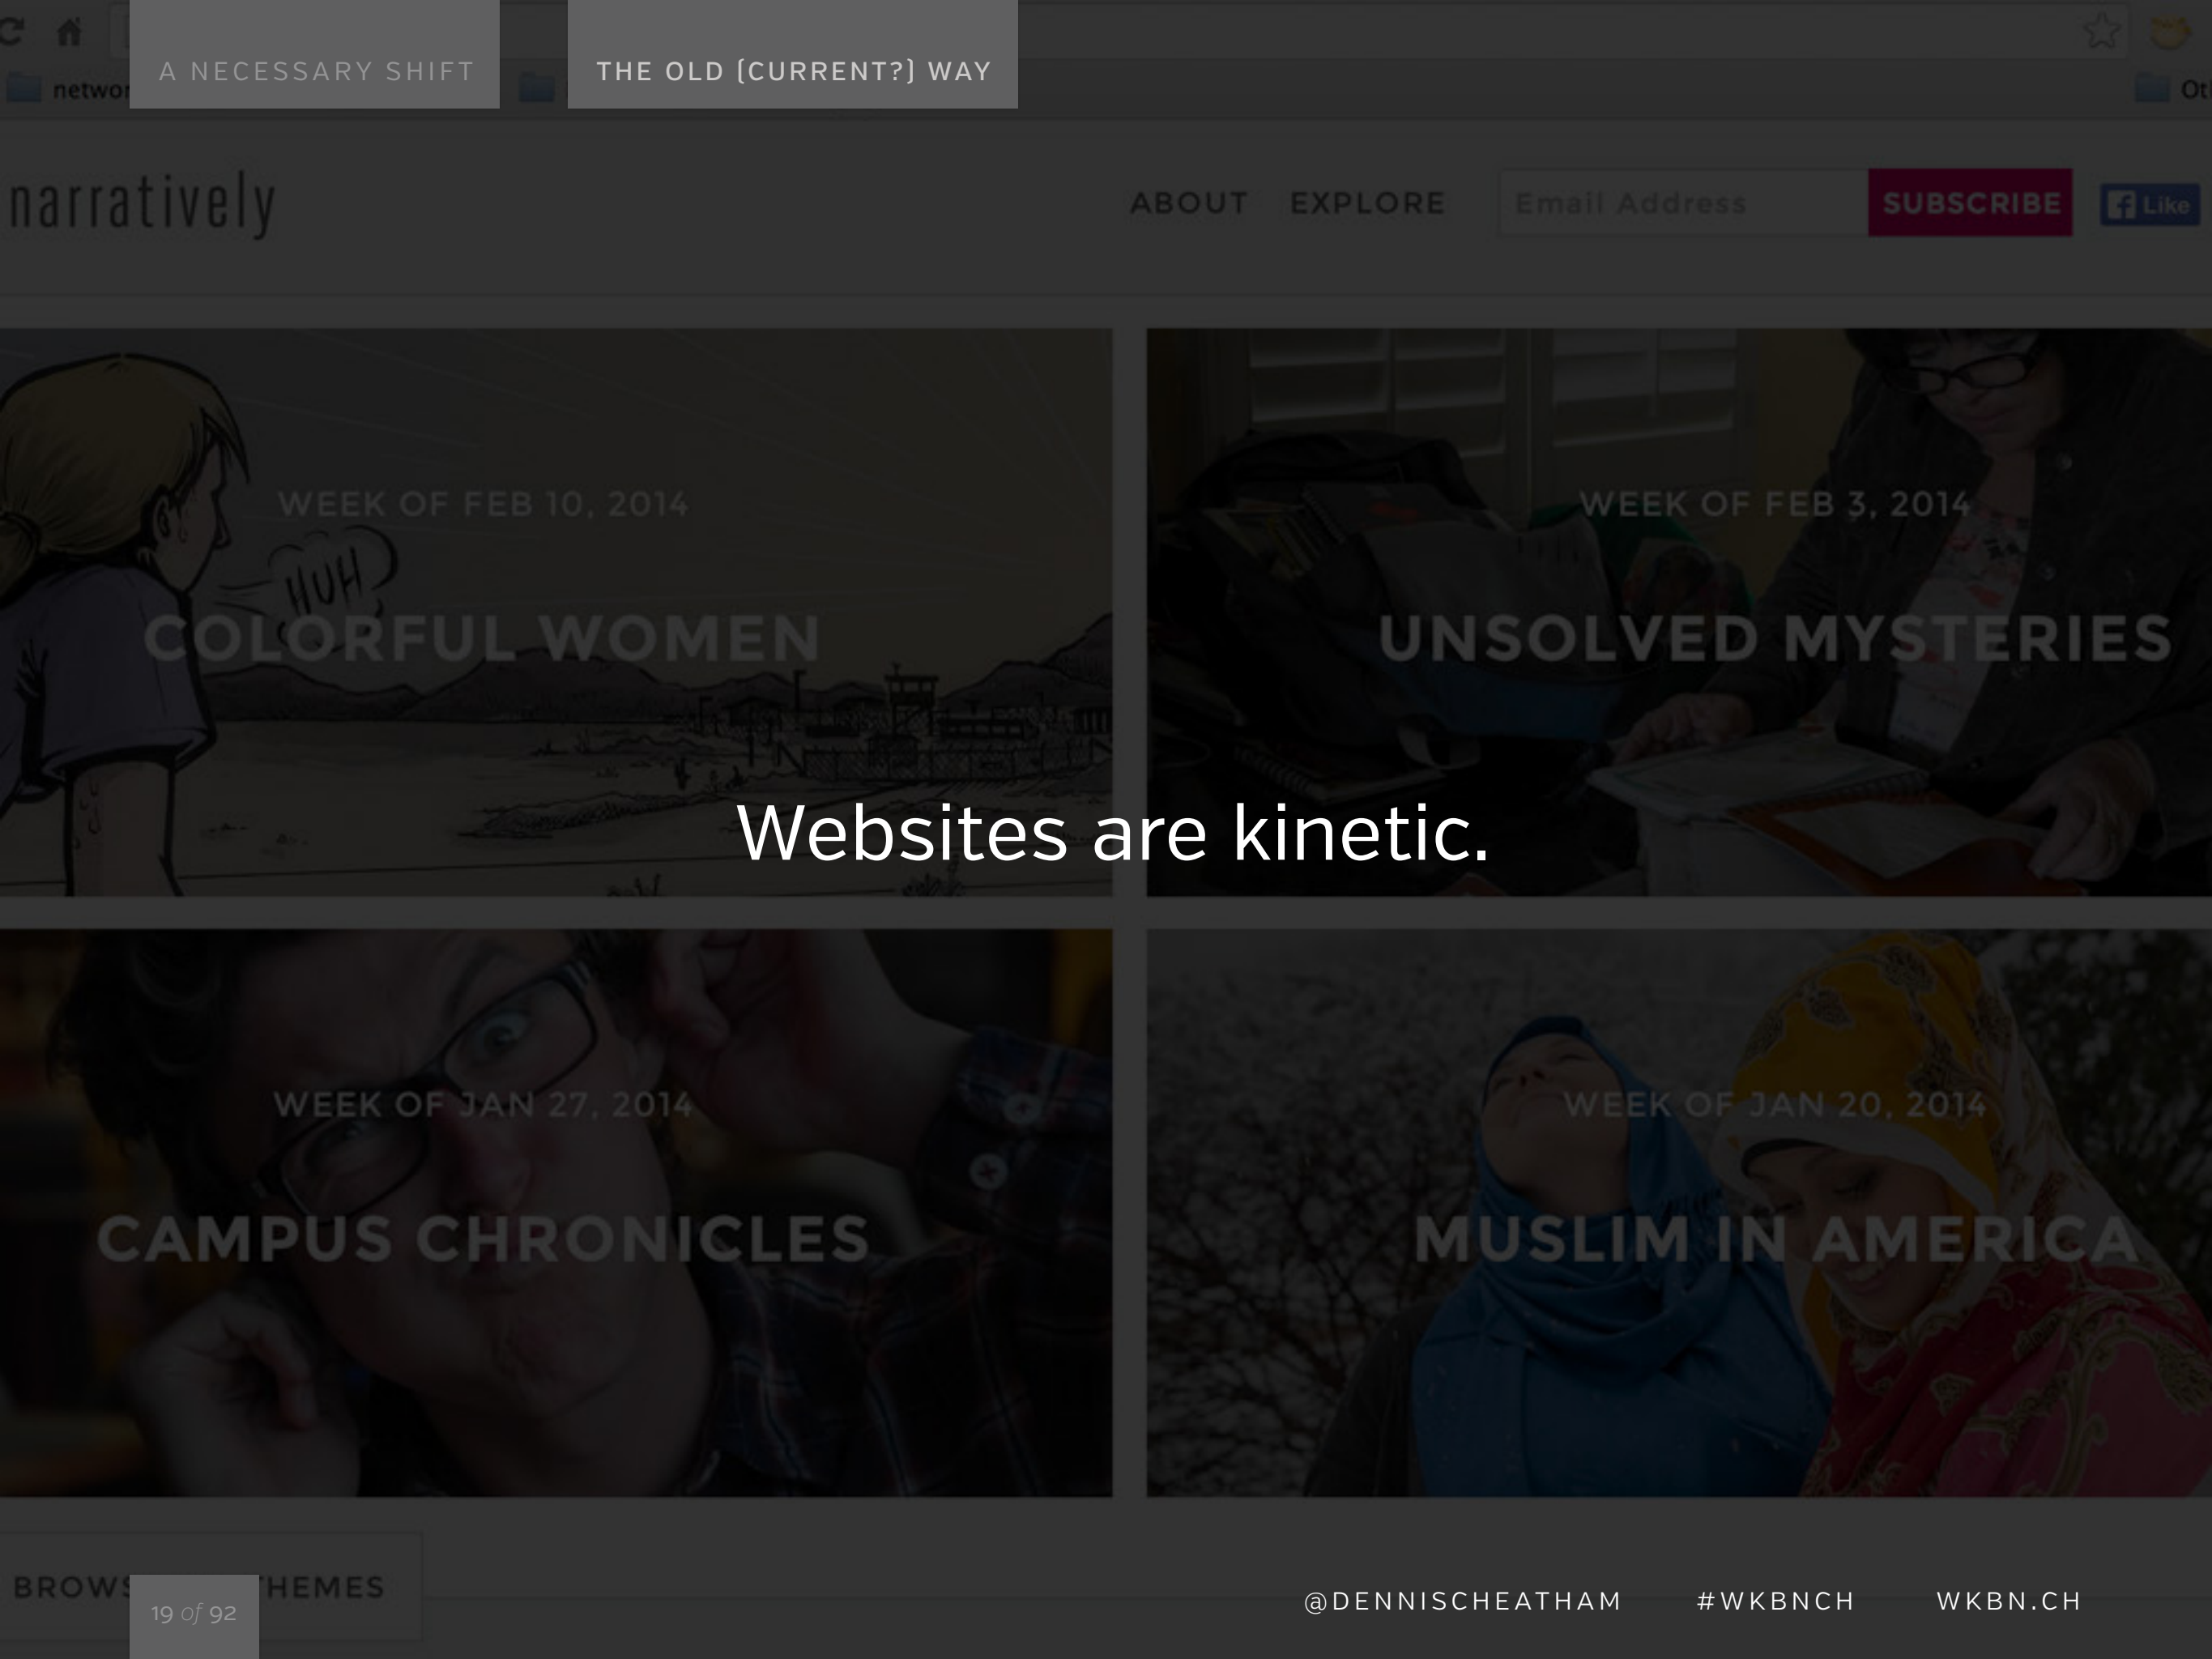 A NECESSARY SHIFT
THE OLD (CURRENT?) WAY
narratively
ABOUT
EXPLORE
Email Address
SUBSCRIBE
Like
WEEK OF FEB 10, 2014
HUH
COLORFUL WOMEN
WEEK OF FEB 3, 2014
UNSOLVED MYSTERIES
Websites are kinetic.
WEEK OF JAN 27, 2014
CAMPUS CHRONICLES
WEEK OF JAN 20, 2014
MUSLIM IN AMERICA
19 of 92
@DENNISCHEATHAM
#WKBNCH
WKBN.CH